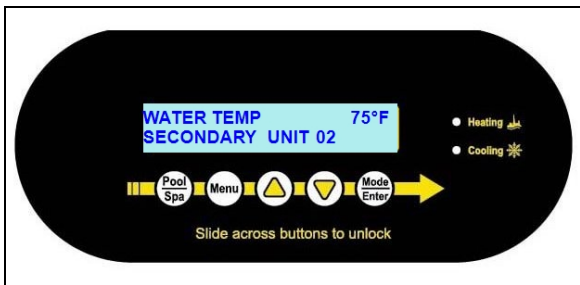 WATER TEMP 75°F
SECONDARY UNIT 02
Heating
Cooling
Pool
Spa
Menu
Mode
Enter
Slide across buttons to unlock